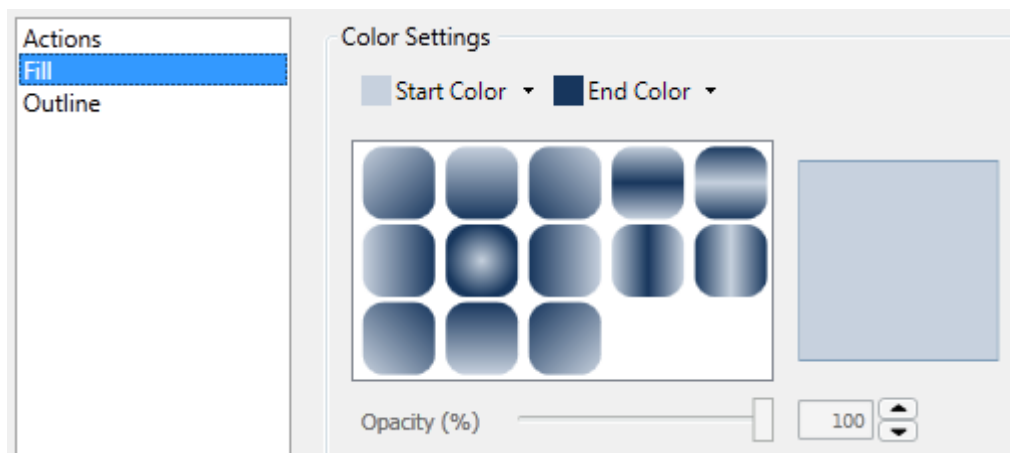 Actions
Fill
Outline
Color Settings
Start Color End Color
Opacity (%) 100